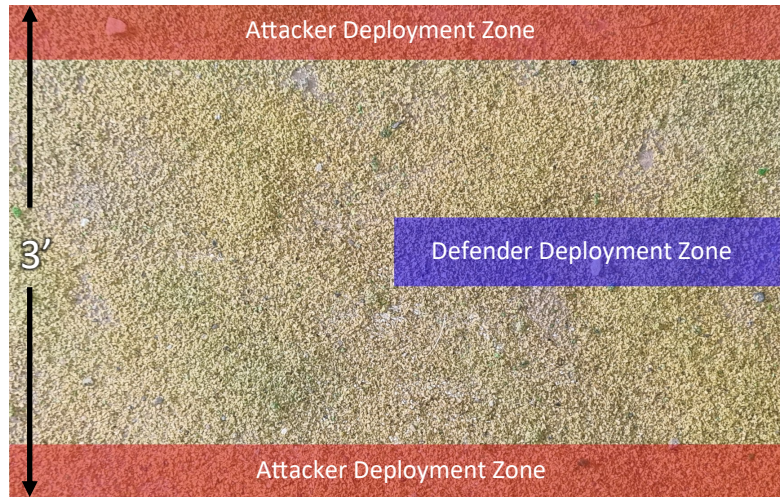 Attacker Deployment Zone
Defender Deployment Zone
3’
Attacker Deployment Zone